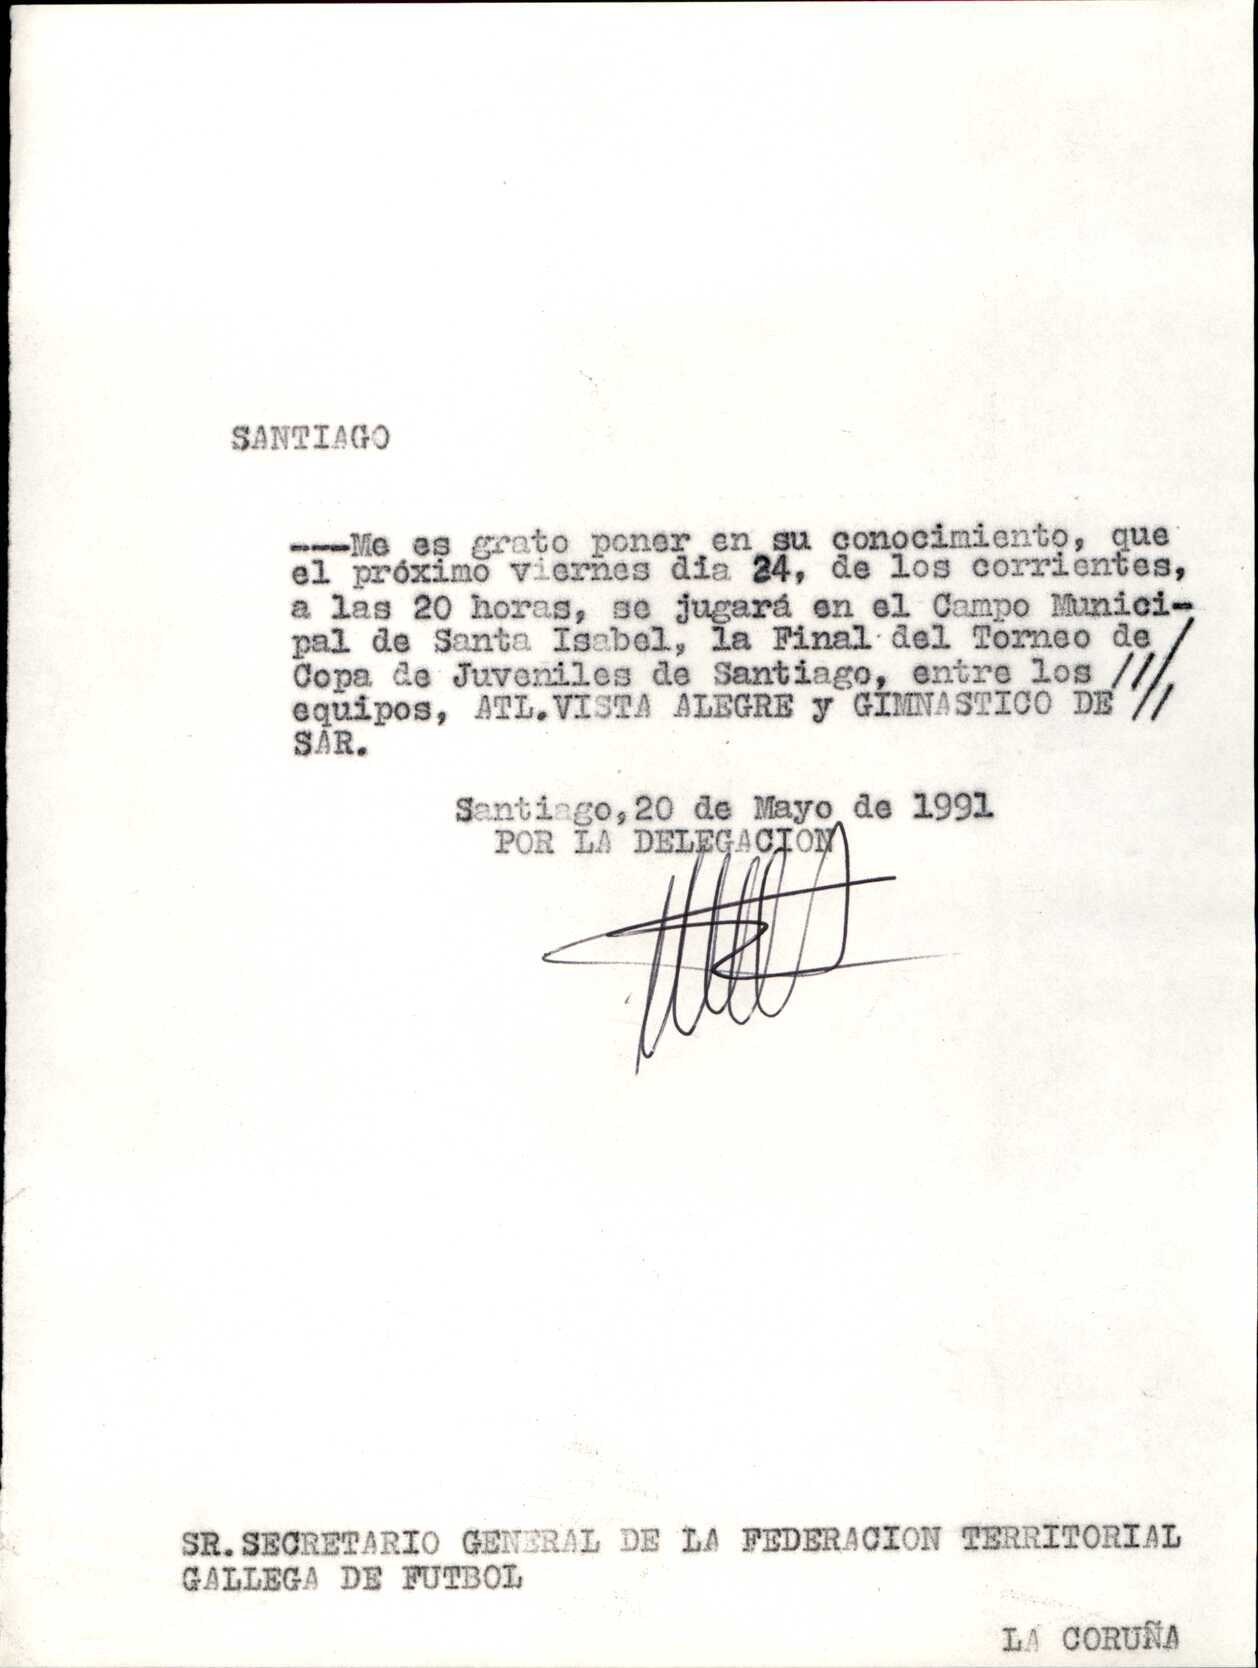 SANTIAGO
---Me es grato poner en su conocimiento, que
el próximo viernes dia 24, de los corrientes,
a las 20 horas, se jugará en el Campo Munici-
pal de Santa Isabel, la Final del Torneo de /
Copa de Juveniles de Santiago, entre los ///
equipos, ATL.VISTA ALEGRE y GIMNASTICO DE //
SAR.
Santiago,20 de Mayo de 1991
POR LA DELEGACION
SR.SECRETARIO GENERAL DE LA FEDERACION TERRITORIAL
GALLEGA DE FUTBOL
LA CORUÑA